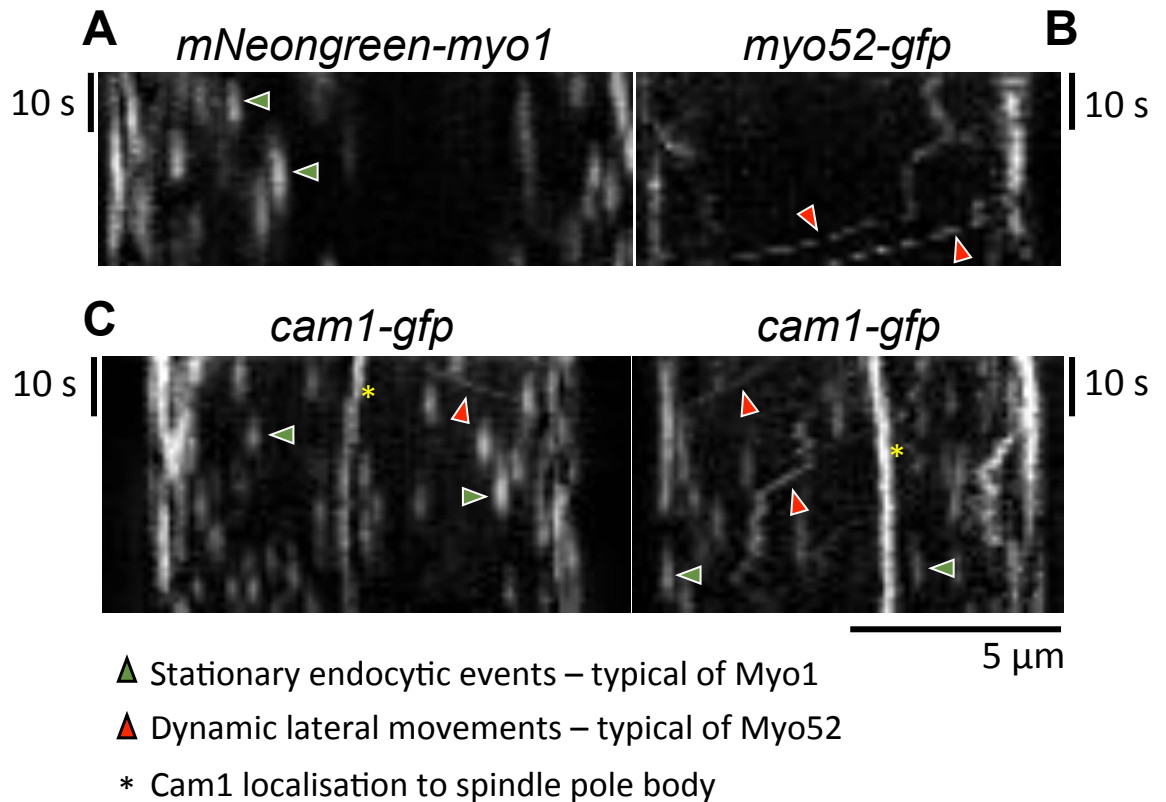 A mNeongreen-myo1 myo52-gfp B
10 s 10 s
C cam1-gfp cam1-gfp
10 s 10 s
*
*
5 µm
Stationary endocytic events – typical of Myo1
Dynamic lateral movements – typical of Myo52
* Cam1 localisation to spindle pole body